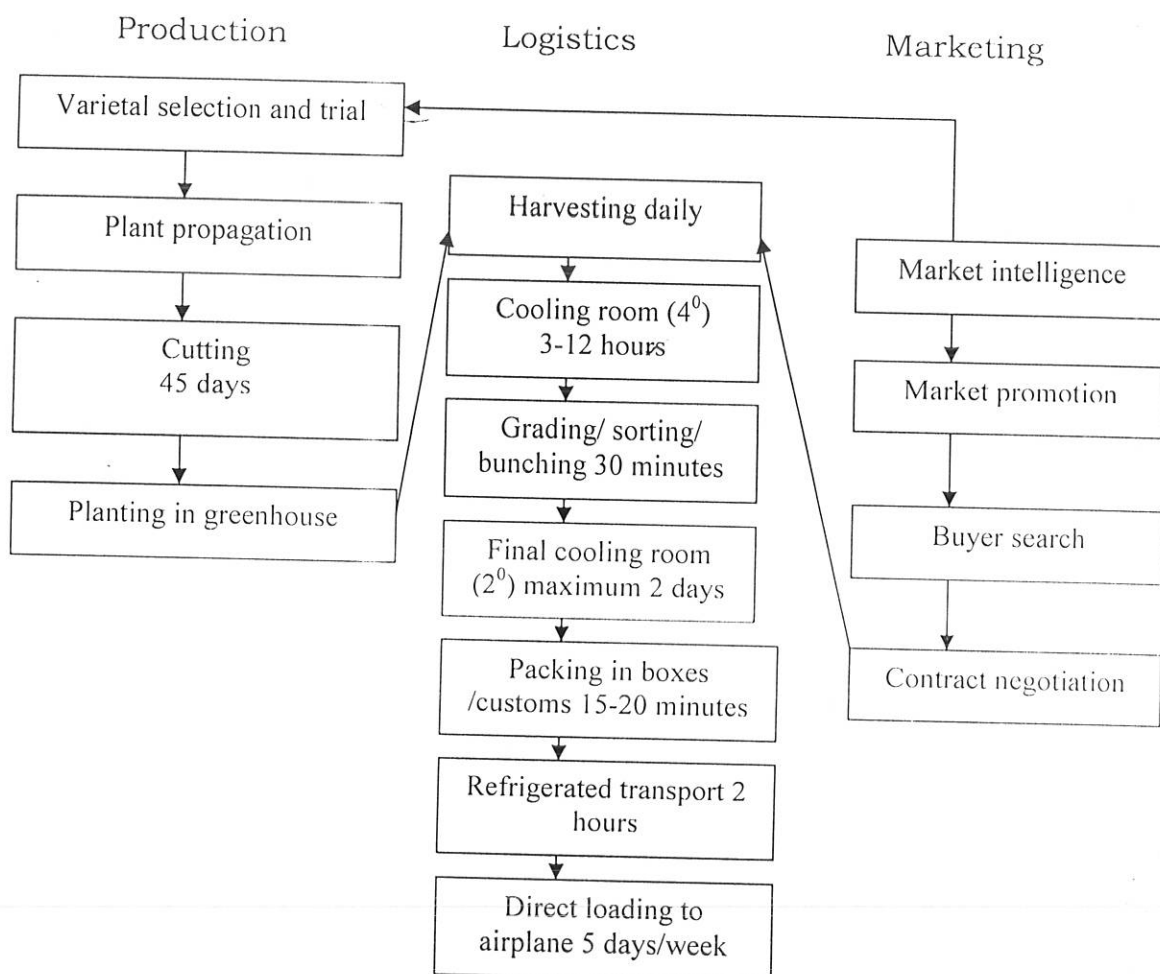 Production
Logistics
Marketing
Varietal selection and trial
Plant propagation
Cutting
45 days
Planting in greenhouse
Harvesting daily
Cooling room (4⁰)
3-12 hours
Grading/ sorting/
bunching 30 minutes
Final cooling room
(2⁰) maximum 2 days
Packing in boxes
/customs 15-20 minutes
Refrigerated transport 2
hours
Direct loading to
airplane 5 days/week
Market intelligence
Market promotion
Buyer search
Contract negotiation